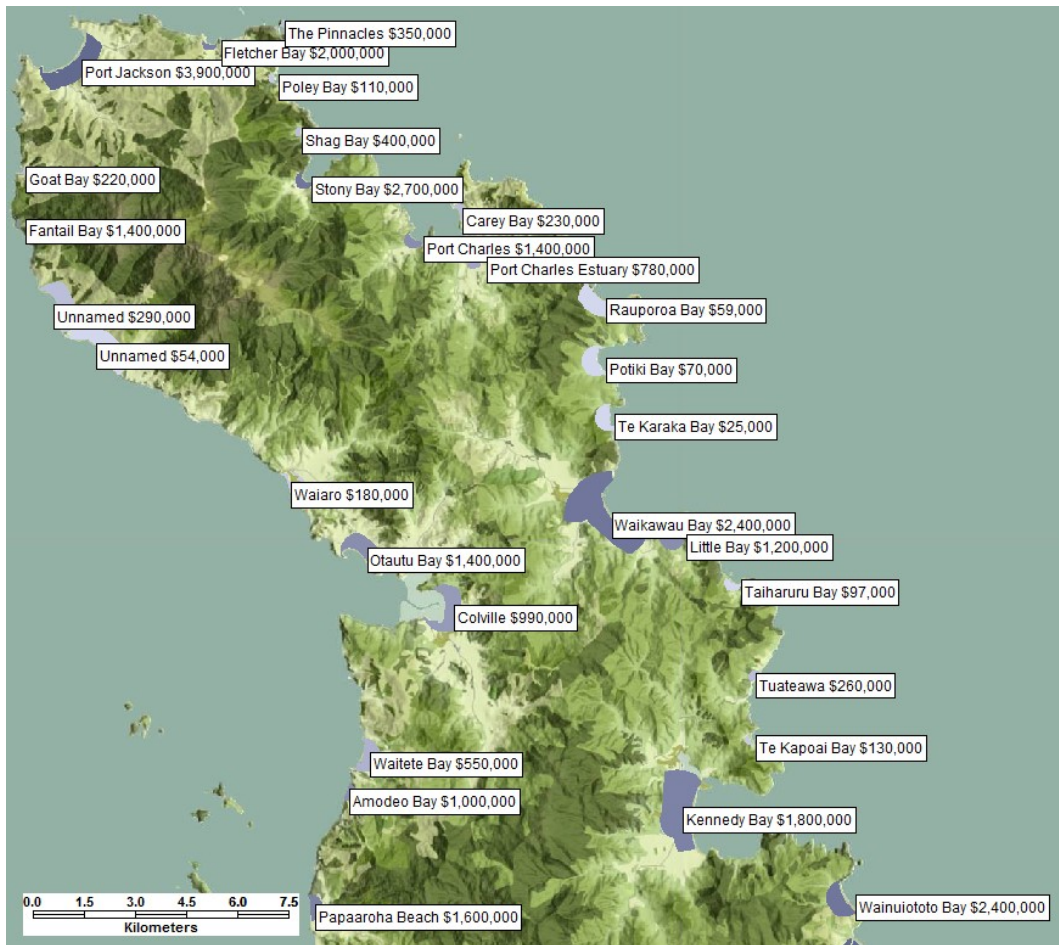 The Pinnacles $350,000
Fletcher Bay $2,000,000
Port Jackson $3,900,000
Poley Bay $110,000
Shag Bay $400,000
Goat Bay $220,000
Stony Bay $2,700,000
Carey Bay $230,000
Fantail Bay $1,400,000
Port Charles $1,400,000
Port Charles Estuary $780,000
Rauporoa Bay $59,000
Unnamed $290,000
Unnamed $54,000
Potiki Bay $70,000
Te Karaka Bay $25,000
Waiaro $180,000
Waikawau Bay $2,400,000
Little Bay $1,200,000
Otautu Bay $1,400,000
Taiharuru Bay $97,000
Colville $990,000
Tuateawa $260,000
Te Kapoai Bay $130,000
Waitete Bay $550,000
Amodeo Bay $1,000,000
Kennedy Bay $1,800,000
0.0 1.5 3.0 4.5 6.0 7.5
Kilometers
Papaaroha Beach $1,600,000
Wainuiototo Bay $2,400,000